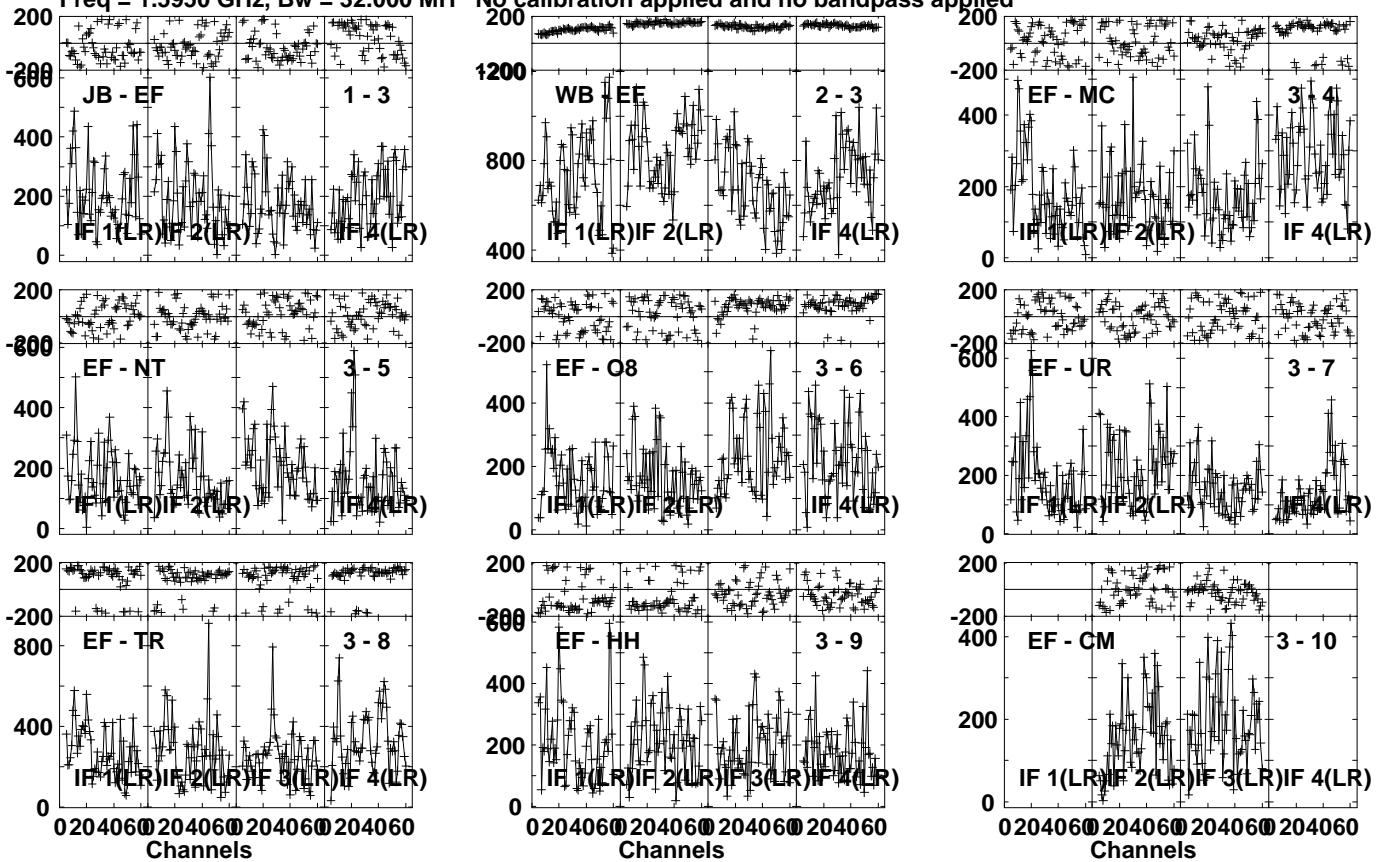 Freq = 1.5950 GHz, Bw = 32.000 MH No calibration applied and no bandpass applied
200
-200
600
400
200
0
JB - EF
1 - 3
IF 1(LR)
IF 2(LR)
IF 4(LR)
200
800
600
400
WB - EF
2 - 3
IF 1(LR)
IF 2(LR)
IF 4(LR)
200
-200
400
200
0
EF - MC
3 - 4
IF 1(LR)
IF 2(LR)
IF 4(LR)
200
-200
600
400
200
0
EF - NT
3 - 5
IF 1(LR)
IF 2(LR)
IF 4(LR)
200
-200
400
200
0
EF - O8
3 - 6
IF 1(LR)
IF 2(LR)
IF 4(LR)
200
-200
600
400
200
0
EF - UR
3 - 7
IF 1(LR)
IF 2(LR)
IF 4(LR)
200
-200
800
400
0
EF - TR
3 - 8
IF 1(LR)
IF 2(LR)
IF 3(LR)
IF 4(LR)
0 20 40 60 0 20 40 60 0 20 40 60 0 20 40 60
Channels
200
-200
600
400
200
0
EF - HH
3 - 9
IF 1(LR)
IF 2(LR)
IF 3(LR)
IF 4(LR)
0 20 40 60 0 20 40 60 0 20 40 60 0 20 40 60
Channels
200
-200
400
200
0
EF - CM
3 - 10
IF 1(LR)
IF 2(LR)
IF 3(LR)
IF 4(LR)
0 20 40 60 0 20 40 60 0 20 40 60 0 20 40 60
Channels